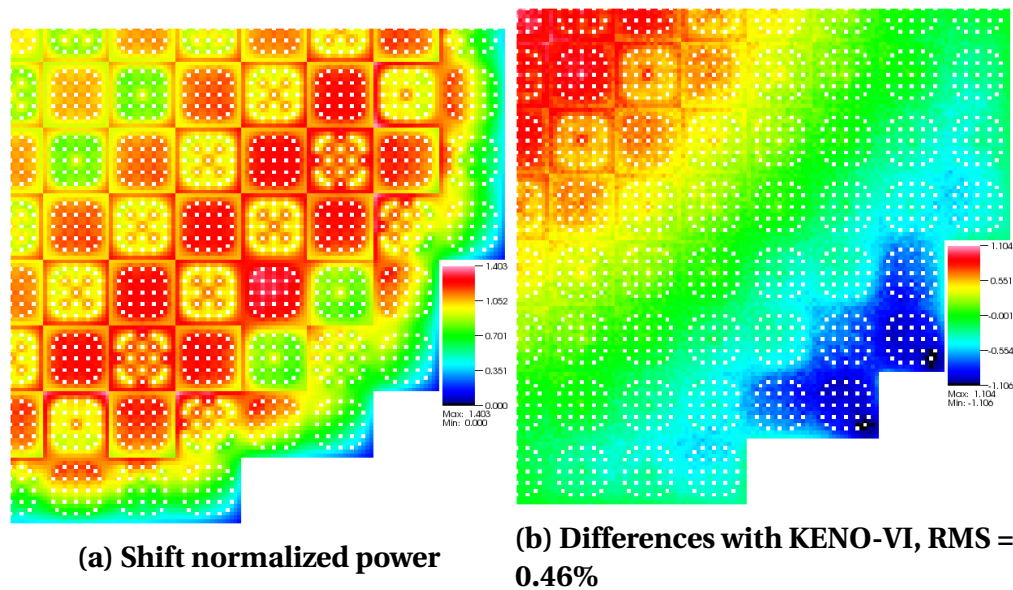 1.403
1.052
0.701
0.351
0.000
Max: 1.403
Min: 0.000
(a) Shift normalized power
1.104
0.551
-0.001
-0.554
-1.106
Max: 1.104
Min: -1.106
(b) Differences with KENO-VI, RMS =
0.46%